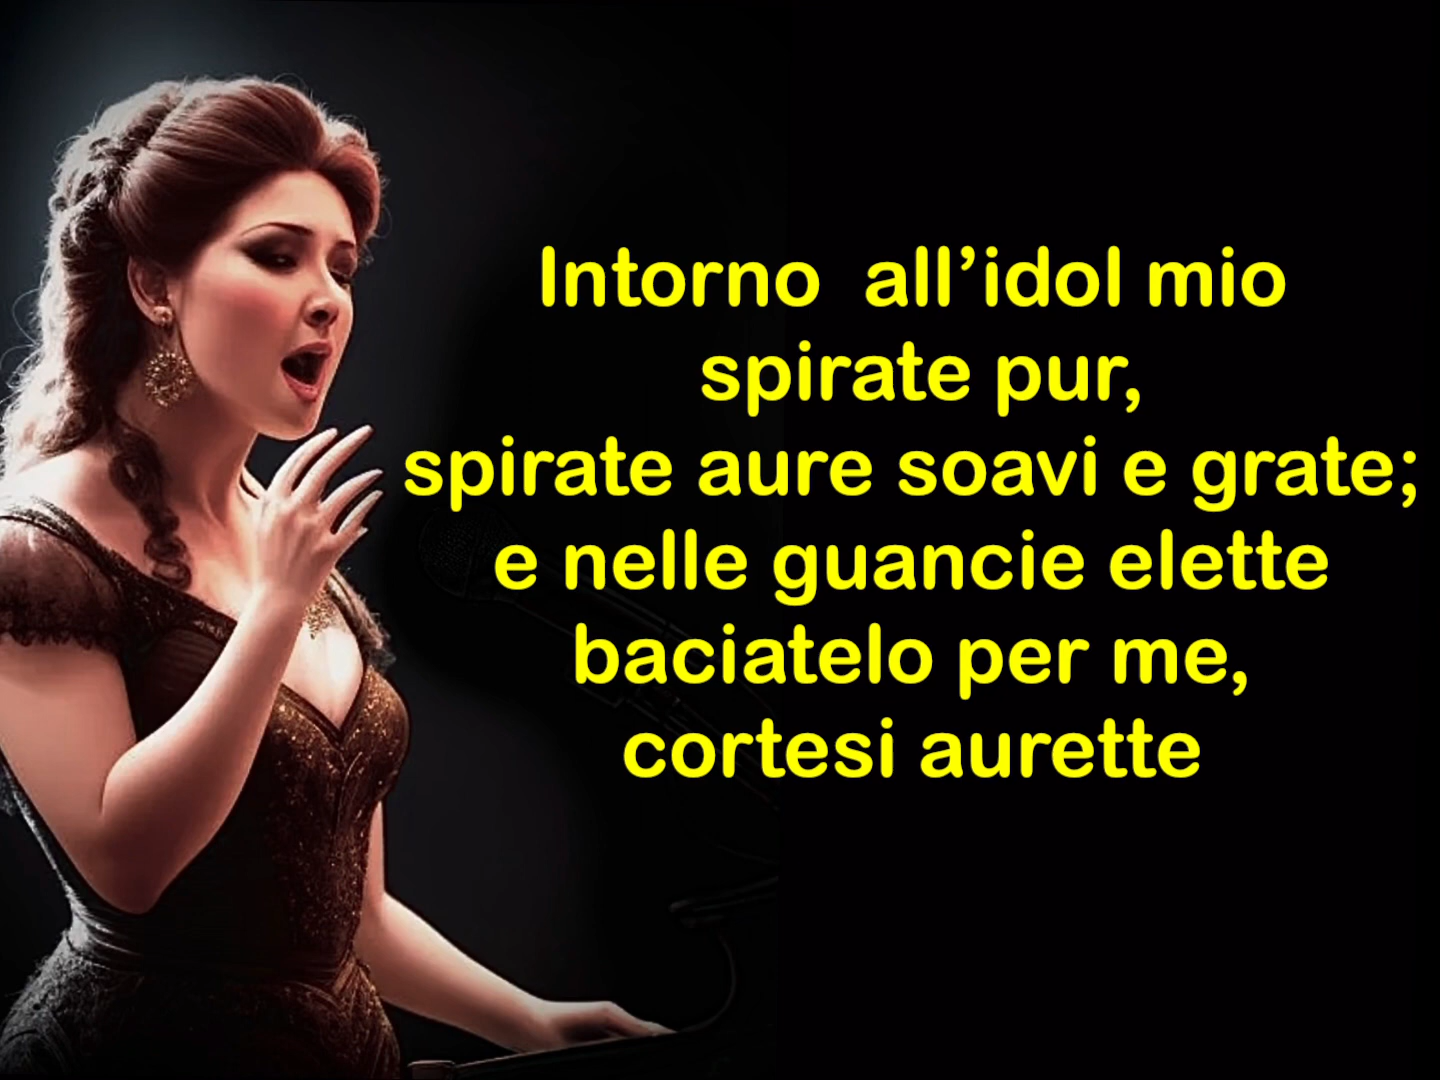 Intorno all’idol mio
spirate pur,
spirate aure soavi e grate;
e nelle guancie elette
baciatelo per me,
cortesi aurette